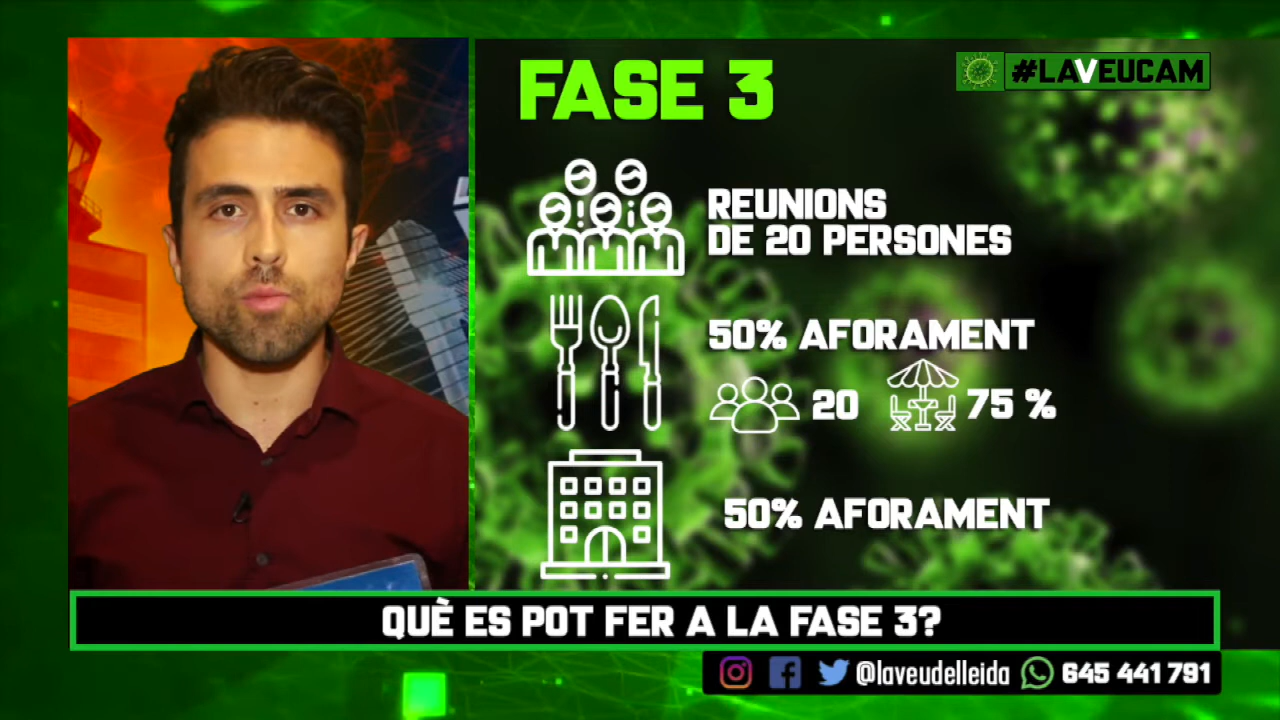 FASE 3
#LAVEUCAM
REUNIONS
DE 20 PERSONES
50% AFORAMENT
20
75 %
50% AFORAMENT
QUÈ ES POT FER A LA FASE 3?
@laveudelleida
645 441 791